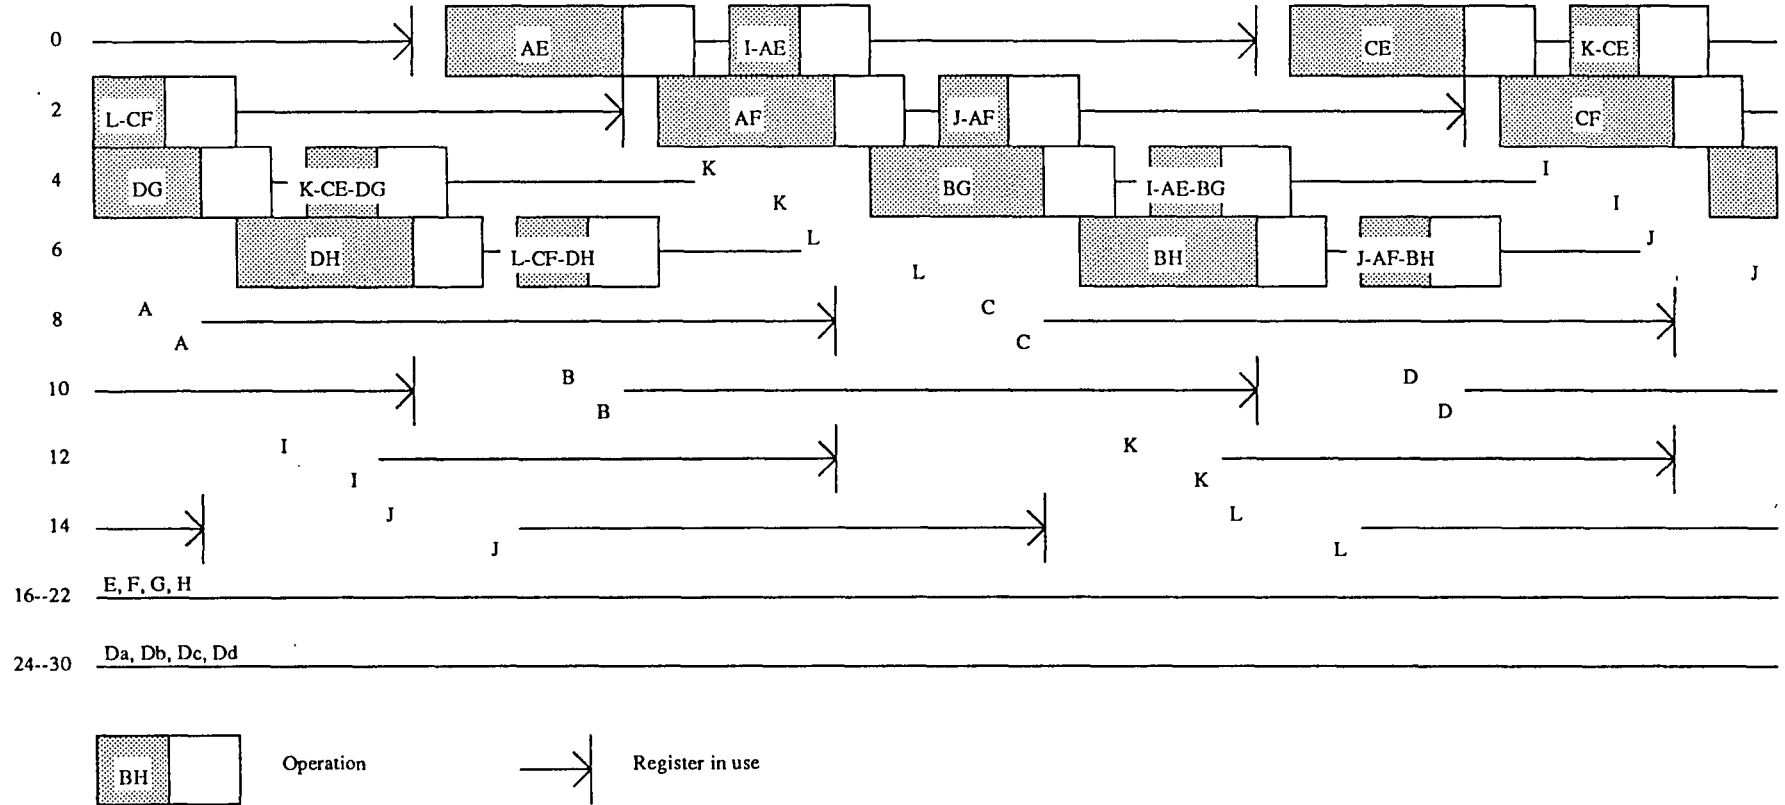 0 AE I-AE CE K-CE
2 L-CF AF J-AF CF
4 DG K-CE-DG K BG I-AE-BG I
K I
6 DH L-CF-DH L BH J-AF-BH J
L J
8 A C
A C
10 B D
B D
12 I K
I K
14 J L
J L
16--22 E, F, G, H
24--30 Da, Db, Dc, Dd
BH Operation Register in use